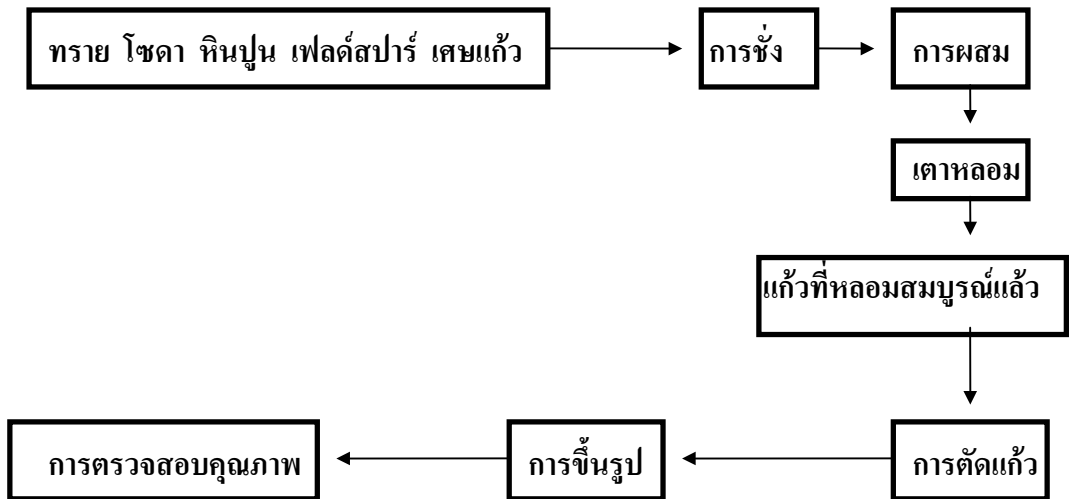 ทราย โซดา หินปูน เฟลด์สปาร์ เศษแก้ว
การชั่ง
การผสม
เตาหลอม
แก้วที่หลอมสมบูรณ์แล้ว
การตัดแก้ว
การขึ้นรูป
การตรวจสอบคุณภาพ